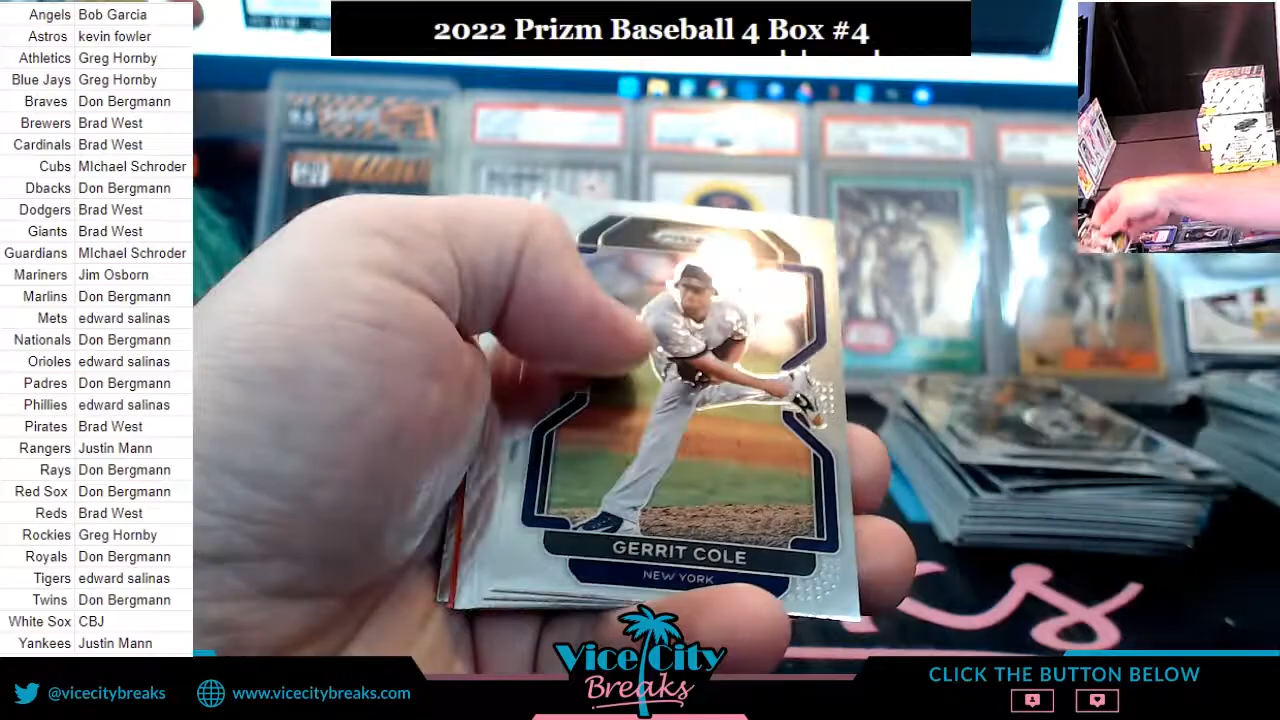 2022 Prizm Baseball 4 Box #4
Angels Bob Garcia
Astros kevin fowler
Athletics Greg Hornby
Blue Jays Greg Hornby
Braves Don Bergmann
Brewers Brad West
Cardinals Brad West
Cubs MIchael Schroder
Dbacks Don Bergmann
Dodgers Brad West
Giants Brad West
Guardians MIchael Schroder
Mariners Jim Osborn
Marlins Don Bergmann
Mets edward salinas
Nationals Don Bergmann
Orioles edward salinas
Padres Don Bergmann
Phillies edward salinas
Pirates Brad West
Rangers Justin Mann
Rays Don Bergmann
Red Sox Don Bergmann
Reds Brad West
Rockies Greg Hornby
Royals Don Bergmann
Tigers edward salinas
Twins Don Bergmann
White Sox CBJ
Yankees Justin Mann
GERRIT COLE
NEW YORK
@vicecitybreaks
www.vicecitybreaks.com
Vice City
Breaks
CLICK THE BUTTON BELOW